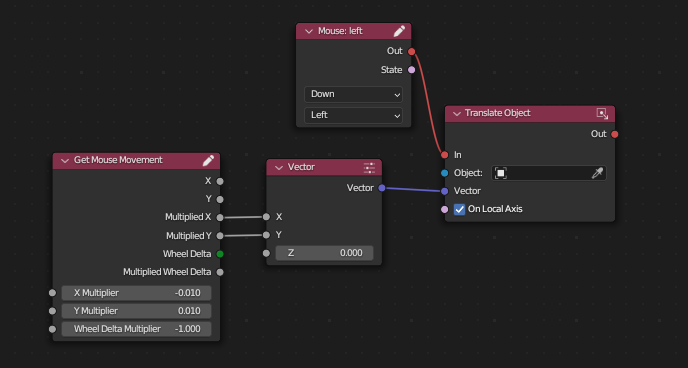 Mouse: left
Out
State
Down
Left
Translate Object
Out
In
Object:
Vector
On Local Axis
Get Mouse Movement
X
Y
Multiplied X
Multiplied Y
Wheel Delta
Multiplied Wheel Delta
X Multiplier -0.010
Y Multiplier 0.010
Wheel Delta Multiplier -1.000
Vector
Vector
X
Y
Z 0.000